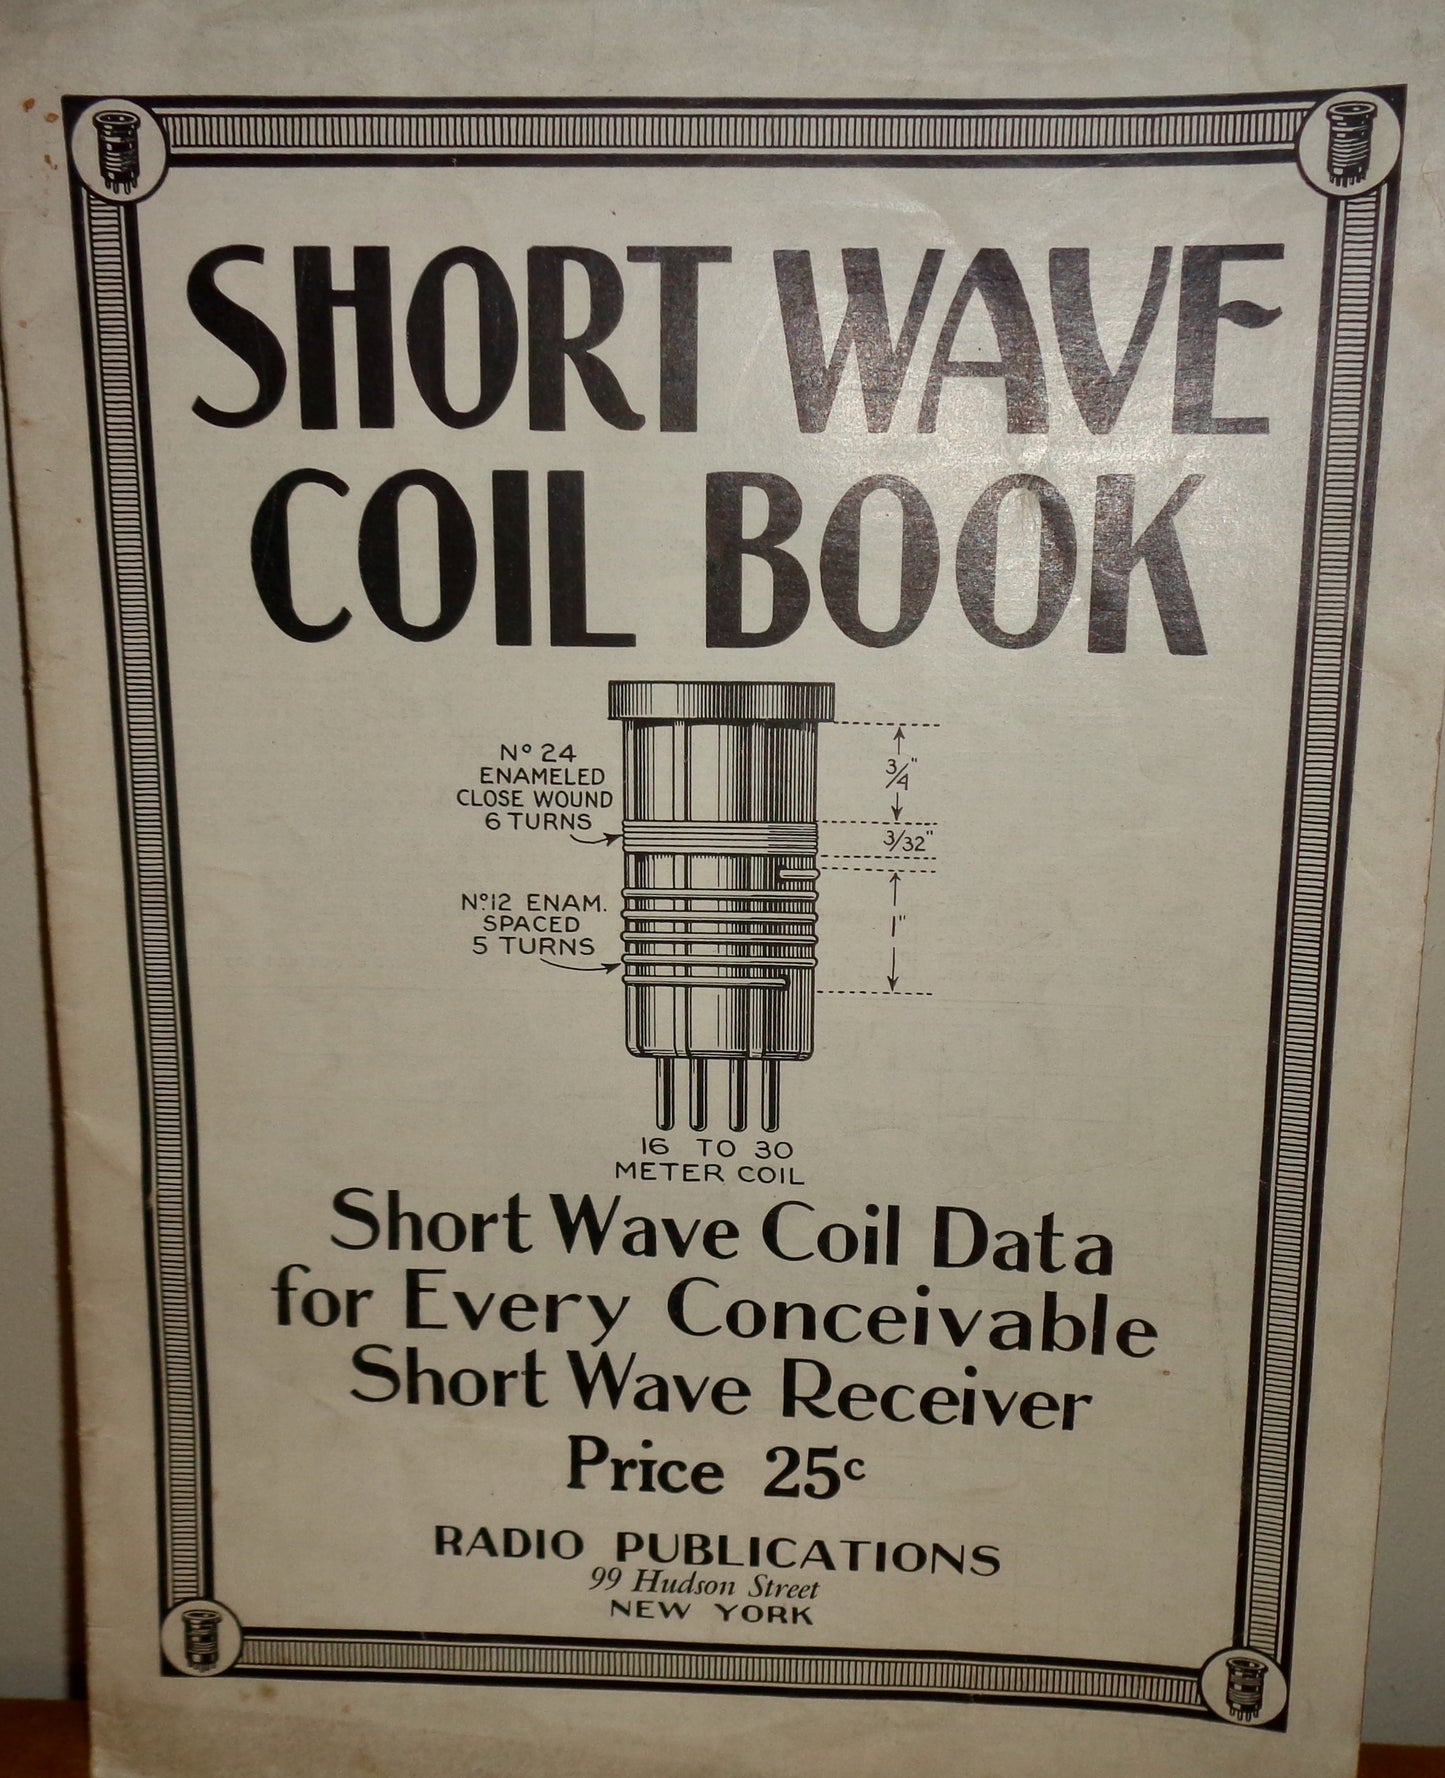 SHORT WAVE
COIL BOOK
Nº 24
ENAMELED
CLOSE WOUND
6 TURNS
3/4"
3/32"
Nº12 ENAM.
SPACED
5 TURNS
1"
16 TO 30
METER COIL
Short Wave Coil Data
for Every Conceivable
Short Wave Receiver
Price 25c
RADIO PUBLICATIONS
99 Hudson Street
NEW YORK